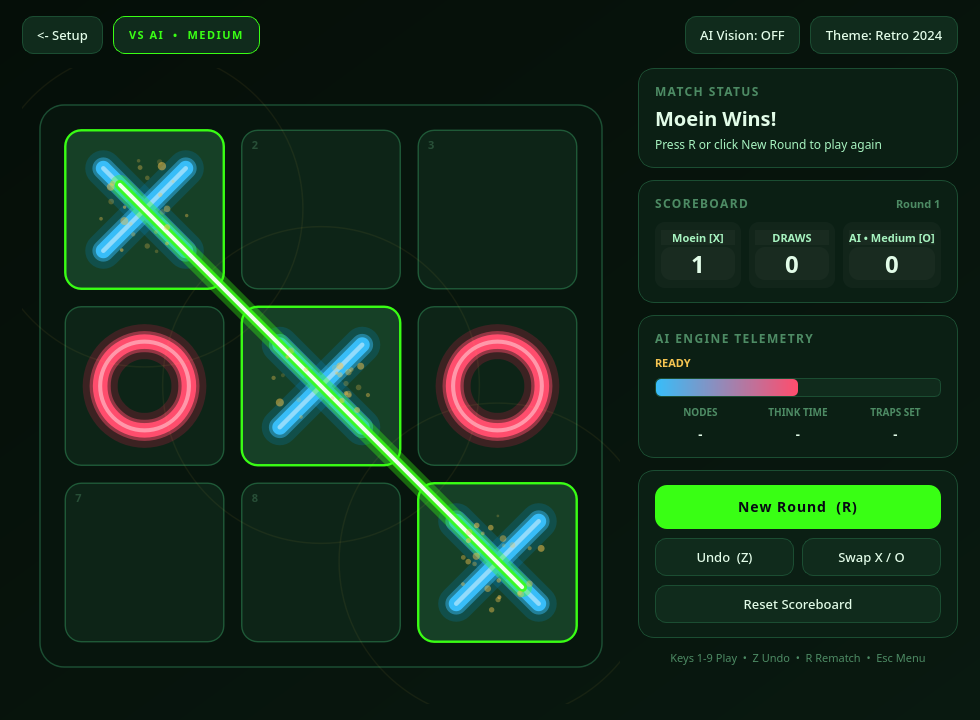 <- Setup
VS AI • MEDIUM
AI Vision: OFF
Theme: Retro 2024
2
3
7
8
MATCH STATUS
Moein Wins!
Press R or click New Round to play again
SCOREBOARD
Round 1
Moein [X]
DRAWS
AI • Medium [O]
1
0
0
AI ENGINE TELEMETRY
READY
NODES
THINK TIME
TRAPS SET
-
-
-
New Round (R)
Undo (Z)
Swap X / O
Reset Scoreboard
Keys 1-9 Play • Z Undo • R Rematch • Esc Menu